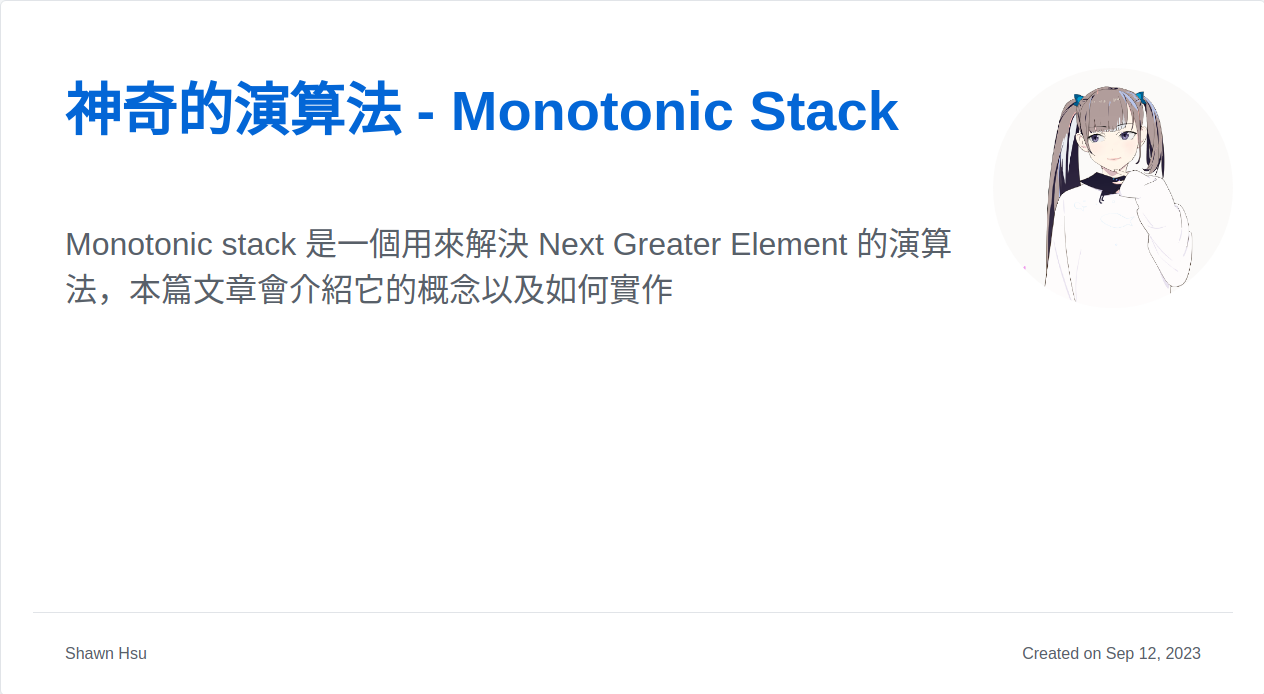 神奇的演算法 - Monotonic Stack
Monotonic stack 是一個用來解決 Next Greater Element 的演算
法，本篇文章會介紹它的概念以及如何實作
Shawn Hsu
Created on Sep 12, 2023